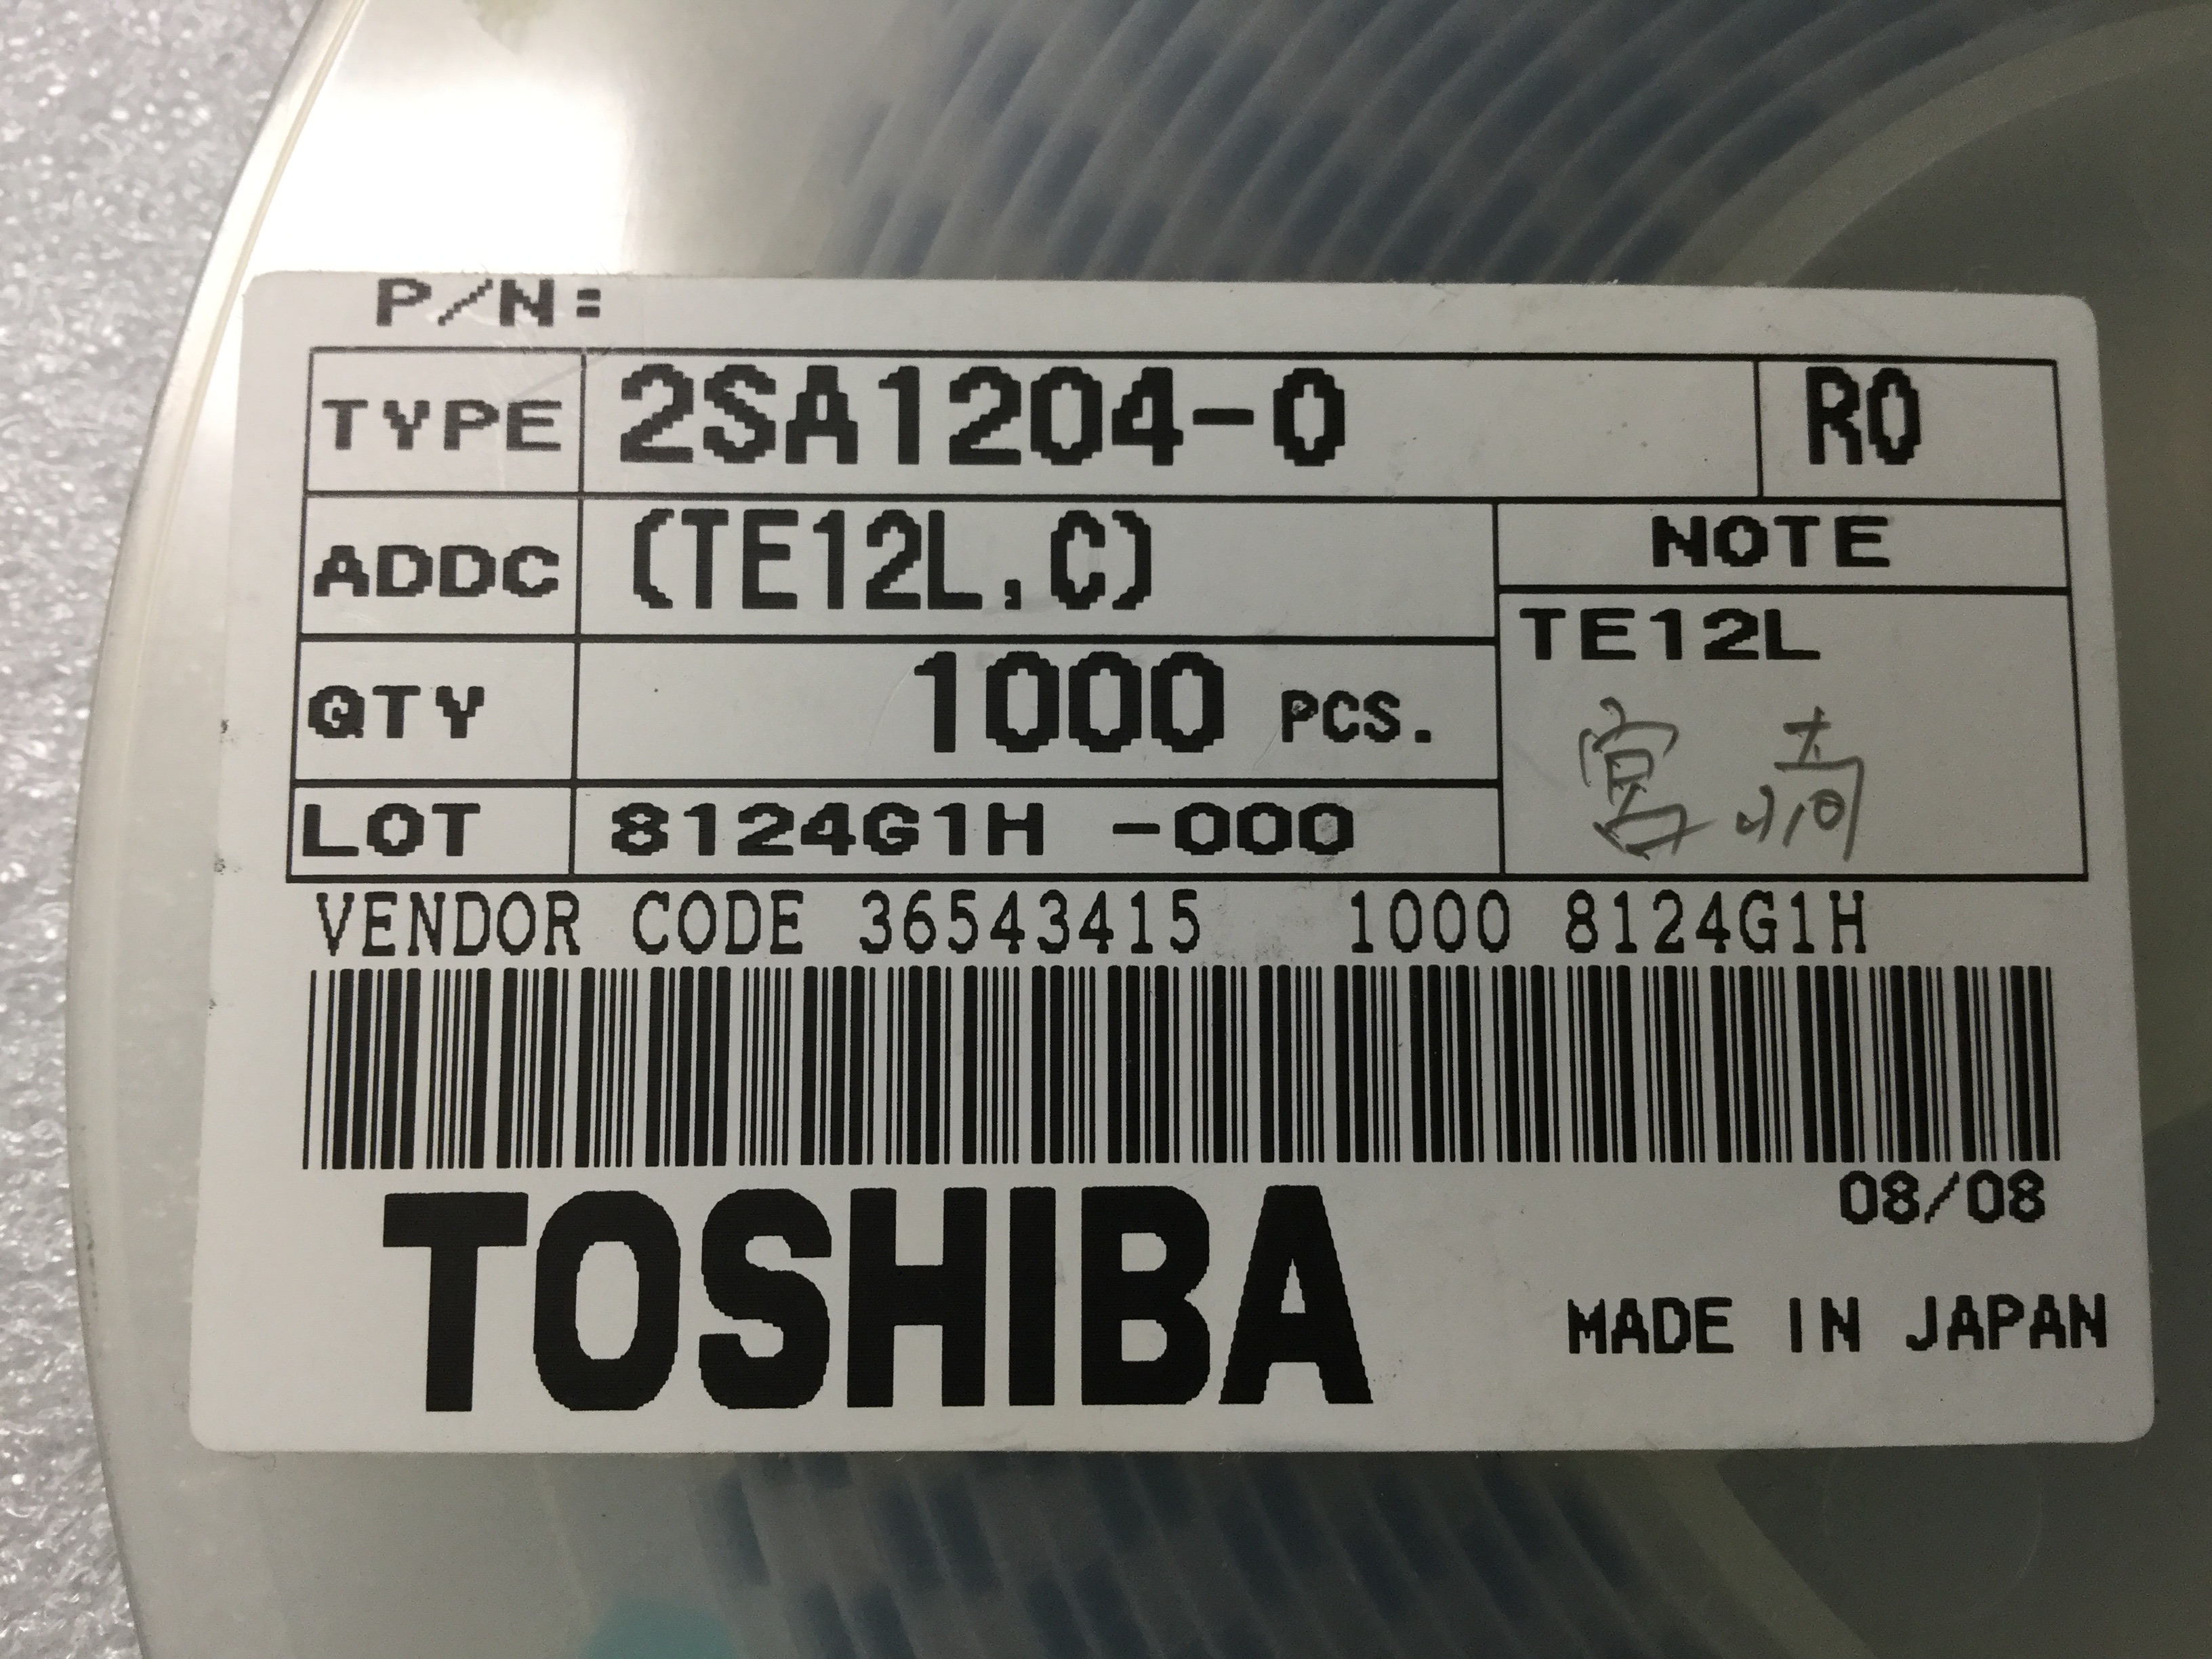 P/N:
TYPE 2SA1204-O RO
ADDC (TE12L,C) NOTE
TE12L
QTY 1000 PCS.
LOT 8124G1H -000
VENDOR CODE 36543415 1000 8124G1H
08/08
TOSHIBA
MADE IN JAPAN